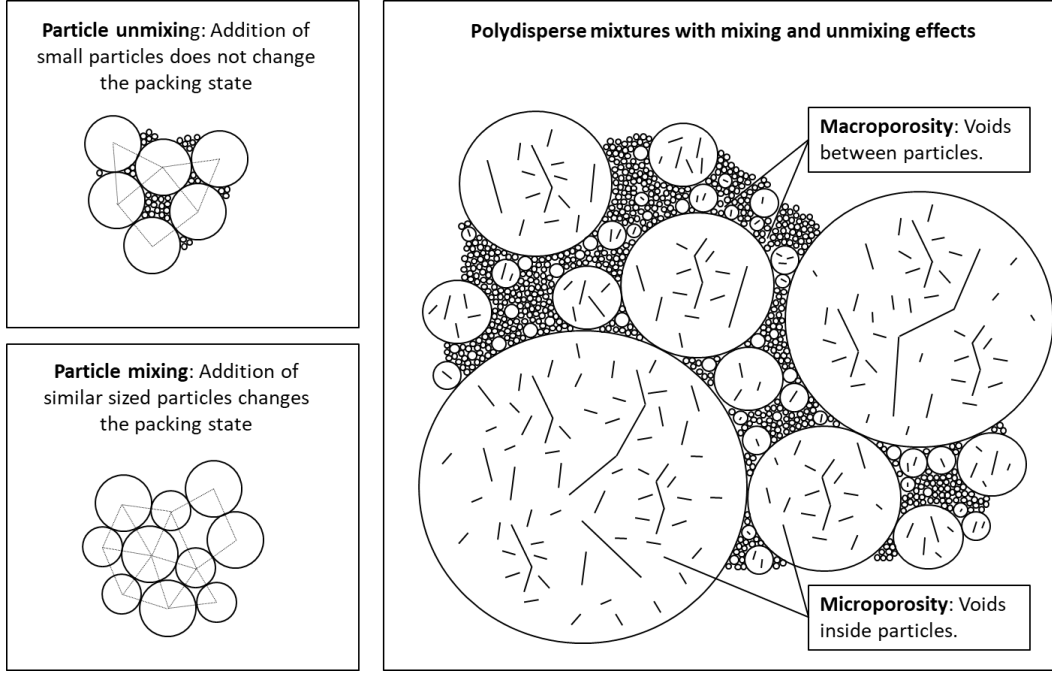 Particle unmixing: Addition of
small particles does not change
the packing state
Particle mixing: Addition of
similar sized particles changes
the packing state
Polydisperse mixtures with mixing and unmixing effects
Macroporosity: Voids
between particles.
Microporosity: Voids
inside particles.